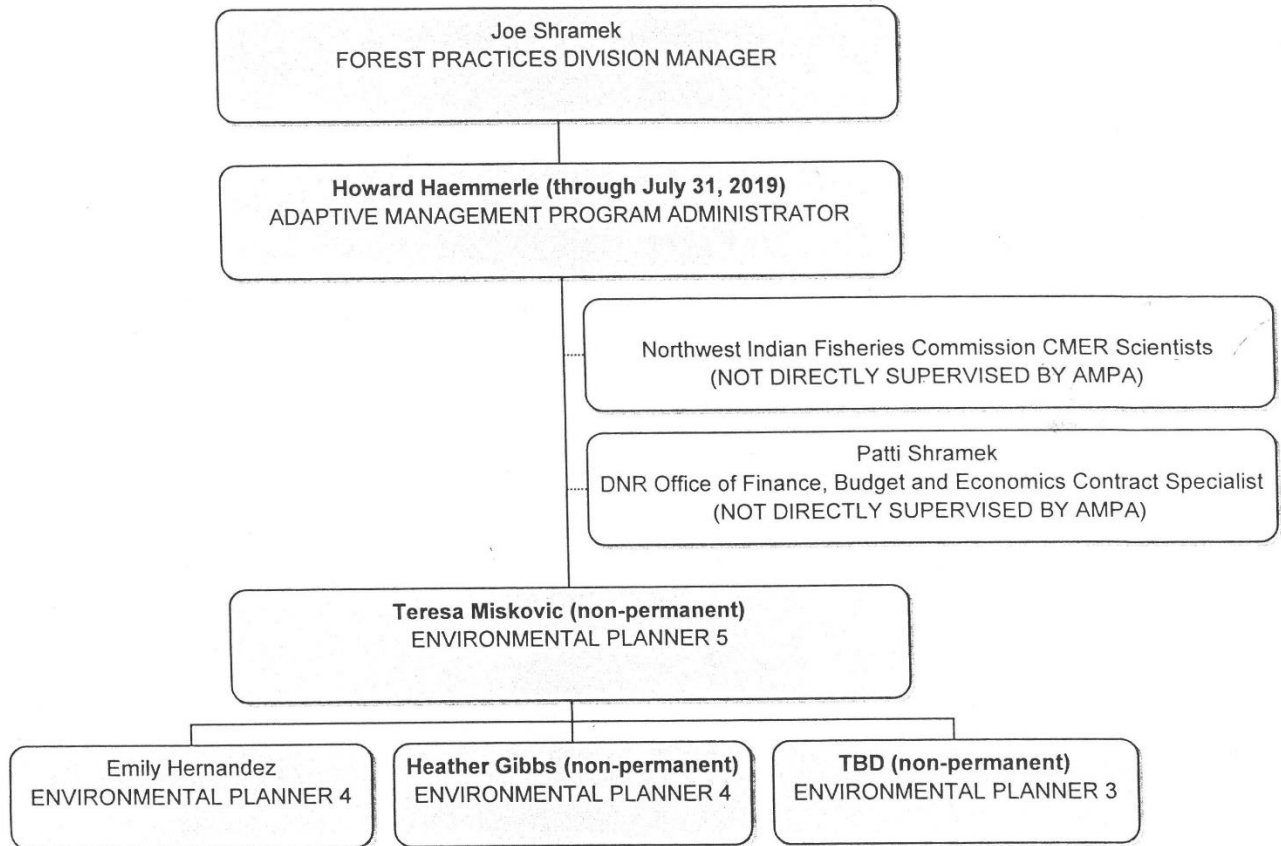 Joe Shramek
FOREST PRACTICES DIVISION MANAGER
Howard Haemmerle (through July 31, 2019)
ADAPTIVE MANAGEMENT PROGRAM ADMINISTRATOR
Northwest Indian Fisheries Commission CMER Scientists
(NOT DIRECTLY SUPERVISED BY AMPA)
Patti Shramek
DNR Office of Finance, Budget and Economics Contract Specialist
(NOT DIRECTLY SUPERVISED BY AMPA)
Teresa Miskovic (non-permanent)
ENVIRONMENTAL PLANNER 5
Emily Hernandez
ENVIRONMENTAL PLANNER 4
Heather Gibbs (non-permanent)
ENVIRONMENTAL PLANNER 4
TBD (non-permanent)
ENVIRONMENTAL PLANNER 3